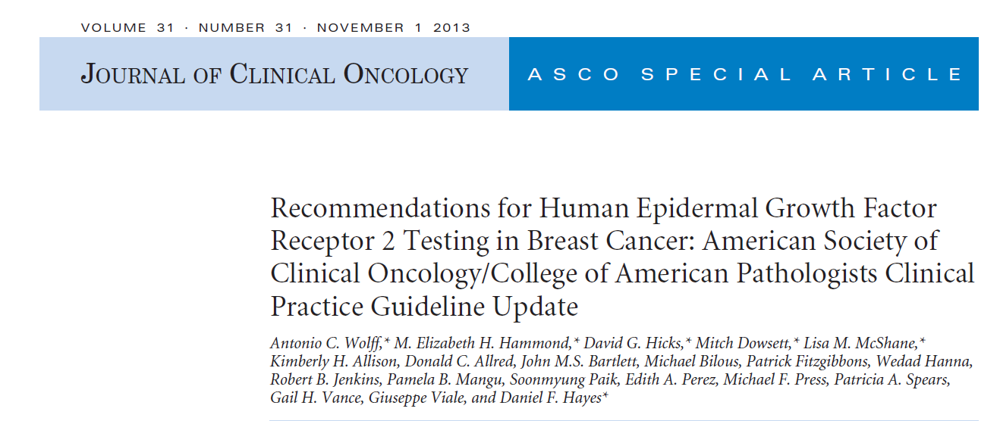 VOLUME 31 · NUMBER 31 · NOVEMBER 1 2013
JOURNAL OF CLINICAL ONCOLOGY
ASCO SPECIAL ARTICLE
Recommendations for Human Epidermal Growth Factor
Receptor 2 Testing in Breast Cancer: American Society of
Clinical Oncology/College of American Pathologists Clinical
Practice Guideline Update
Antonio C. Wolff,* M. Elizabeth H. Hammond,* David G. Hicks,* Mitch Dowsett,* Lisa M. McShane,*
Kimberly H. Allison, Donald C. Allred, John M.S. Bartlett, Michael Bilous, Patrick Fitzgibbons, Wedad Hanna,
Robert B. Jenkins, Pamela B. Mangu, Soonmyung Paik, Edith A. Perez, Michael F. Press, Patricia A. Spears,
Gail H. Vance, Giuseppe Viale, and Daniel F. Hayes*